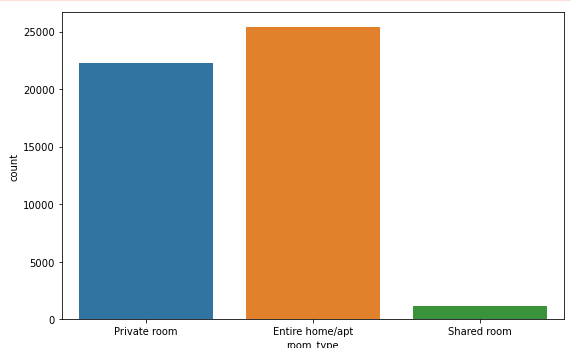 25000
20000
15000
10000
5000
0
count
Private room
Entire home/apt
Shared room
room_type